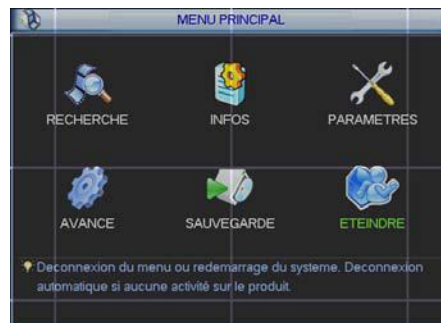 MENU PRINCIPAL
RECHERCHE
INFOS
PARAMETRES
AVANCE
SAUVEGARDE
ETEINDRE
Deconnexion du menu ou redemarrage du systeme. Deconnexion
automatique si aucune activité sur le produit.